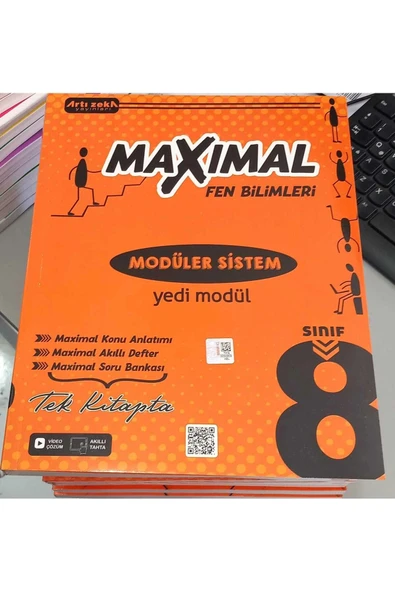 Artı zekA
yayınları
MAXIMAL
FEN BİLİMLERİ
MODÜLER SİSTEM
yedi modül
SINIF
8
Maximal Konu Anlatımı
Maximal Akıllı Defter
Maximal Soru Bankası
Tek Kitapta
VİDEO
ÇÖZÜM
AKILLI
TAHTA